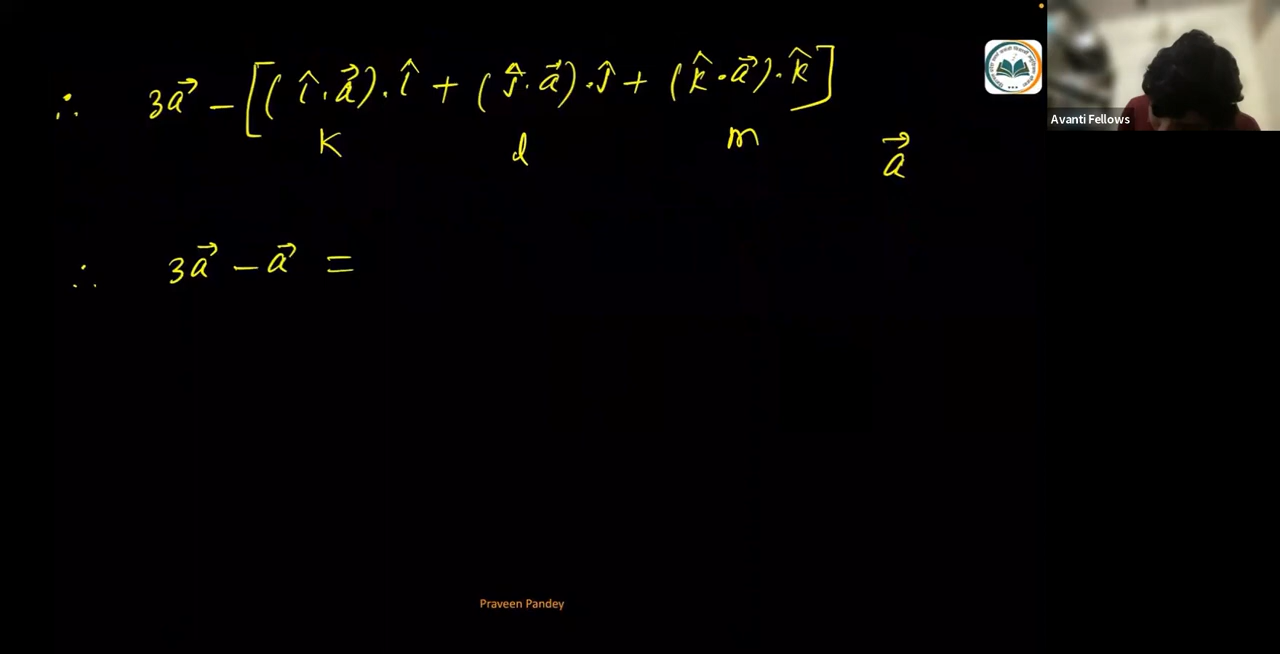 ∴ 3a⃗ − [(î·a⃗)·î + (ĵ·a⃗)·ĵ + (k̂·a⃗)·k̂]
K l m
a⃗
∴ 3a⃗ − a⃗ =
Avanti Fellows
Praveen Pandey